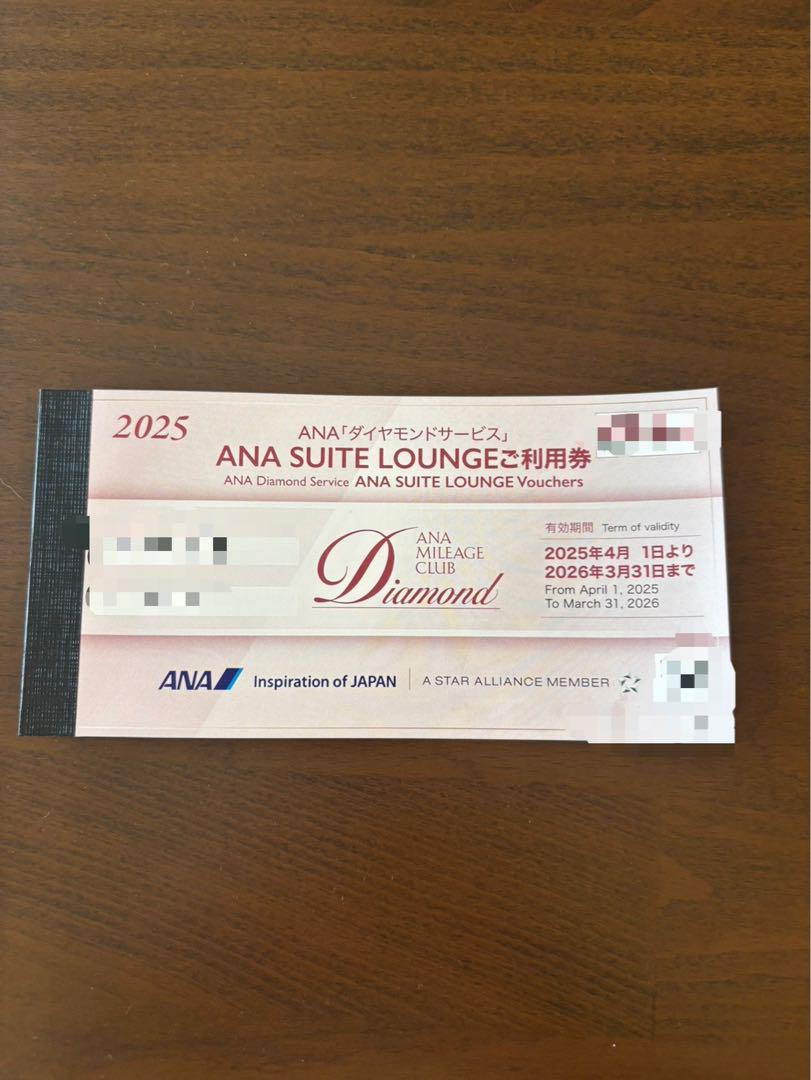 2025
ANA「ダイヤモンドサービス」
ANA SUITE LOUNGEご利用券
ANA Diamond Service ANA SUITE LOUNGE Vouchers
ANA
MILEAGE
CLUB
Diamond
有効期間 Term of validity
2025年4月 1日より
2026年3月31日まで
From April 1, 2025
To March 31, 2026
ANA Inspiration of JAPAN A STAR ALLIANCE MEMBER